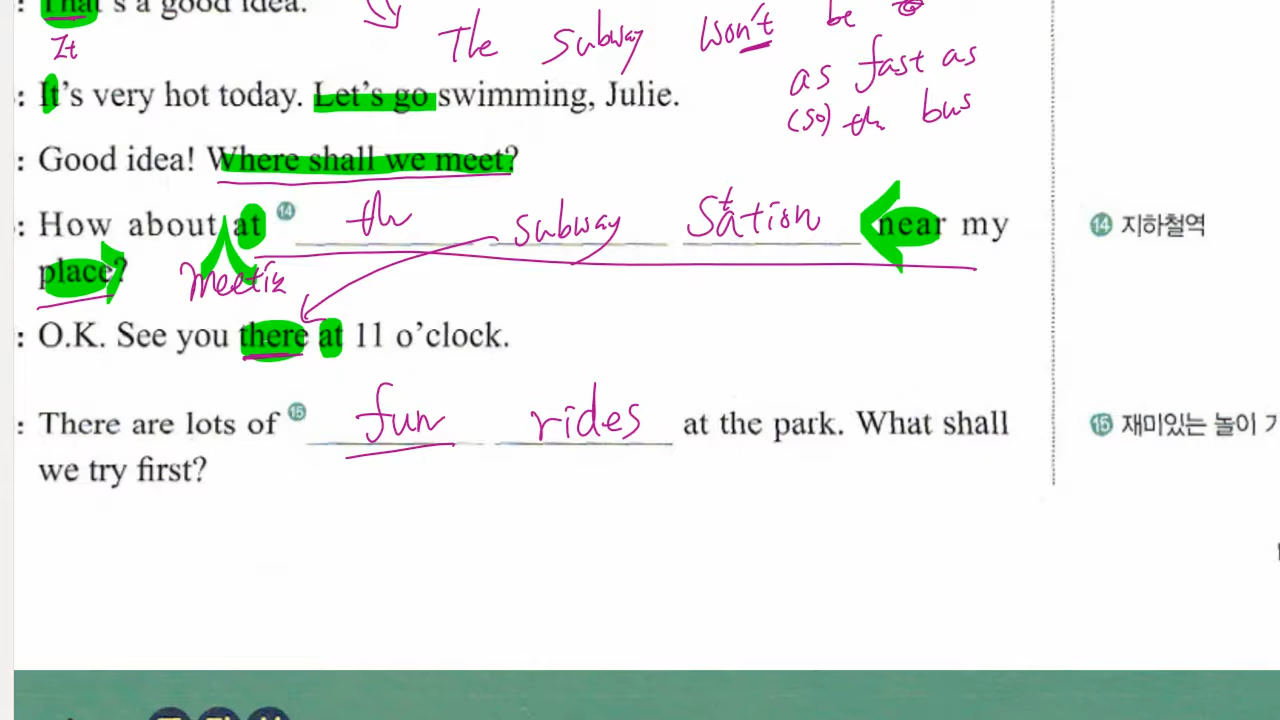 : That's a good idea.
It
The subway won't be
as fast as
(so) the bus
: It's very hot today. Let's go swimming, Julie.
: Good idea! Where shall we meet?
: How about at ⑭ the subway station near my
⑭ 지하철역
place?
: O.K. See you there at 11 o'clock.
: There are lots of ⑮ fun rides at the park. What shall
⑮ 재미있는 놀이 기
we try first?